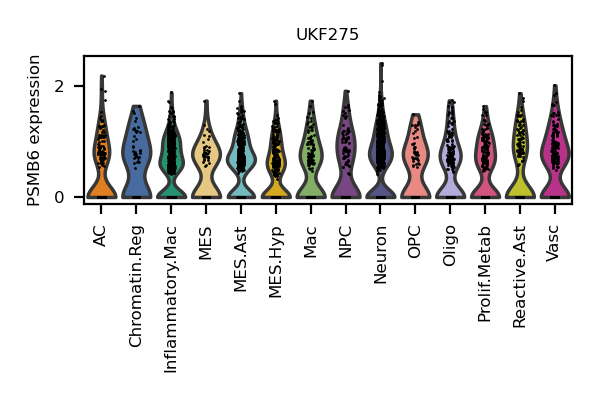 UKF275
PSMB6 expression
2
0
AC
Chromatin.Reg
Inflammatory.Mac
MES
MES.Ast
MES.Hyp
Mac
NPC
Neuron
OPC
Oligo
Prolif.Metab
Reactive.Ast
Vasc